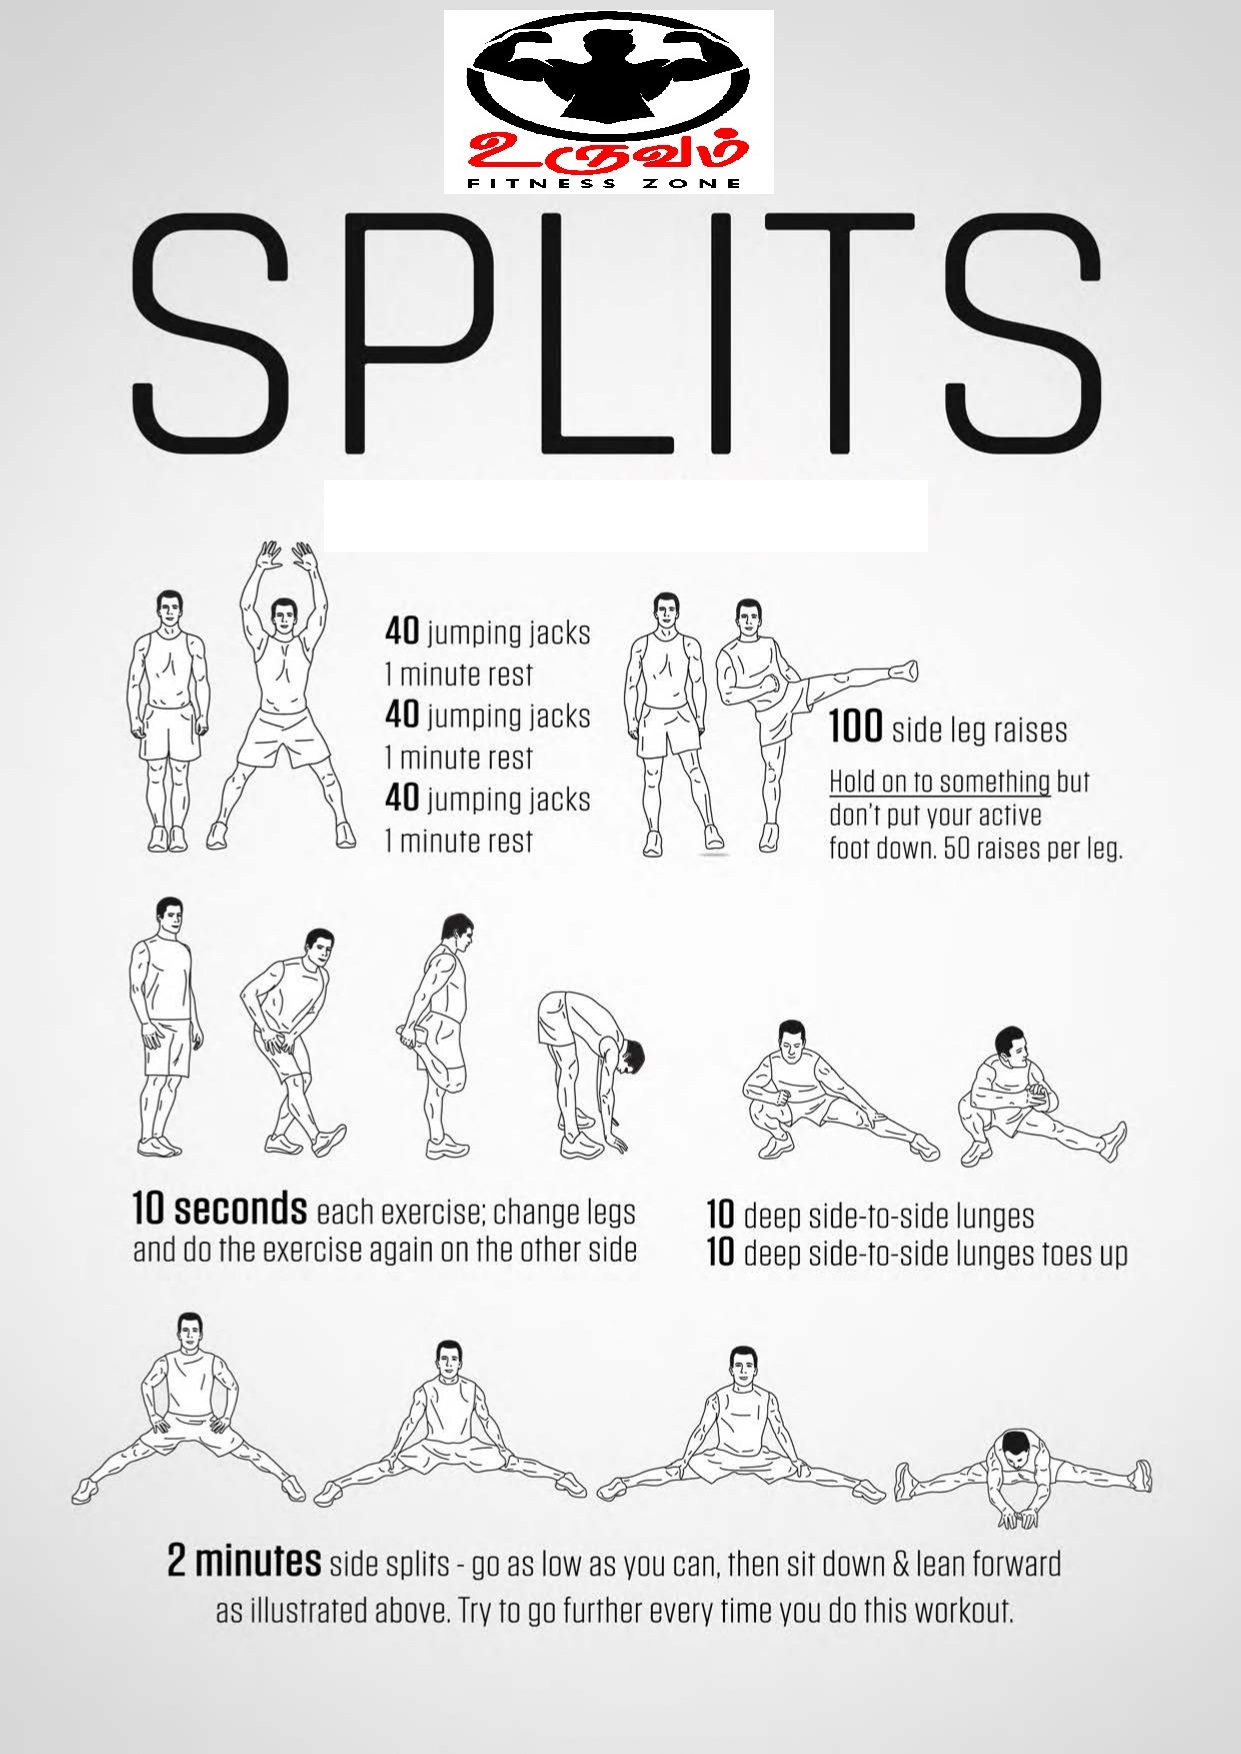 உருவம்
FITNESS ZONE
SPLITS
40 jumping jacks
1 minute rest
40 jumping jacks
1 minute rest
40 jumping jacks
1 minute rest
100 side leg raises
Hold on to something but
don't put your active
foot down. 50 raises per leg.
10 seconds each exercise; change legs
and do the exercise again on the other side
10 deep side-to-side lunges
10 deep side-to-side lunges toes up
2 minutes side splits - go as low as you can, then sit down & lean forward
as illustrated above. Try to go further every time you do this workout.